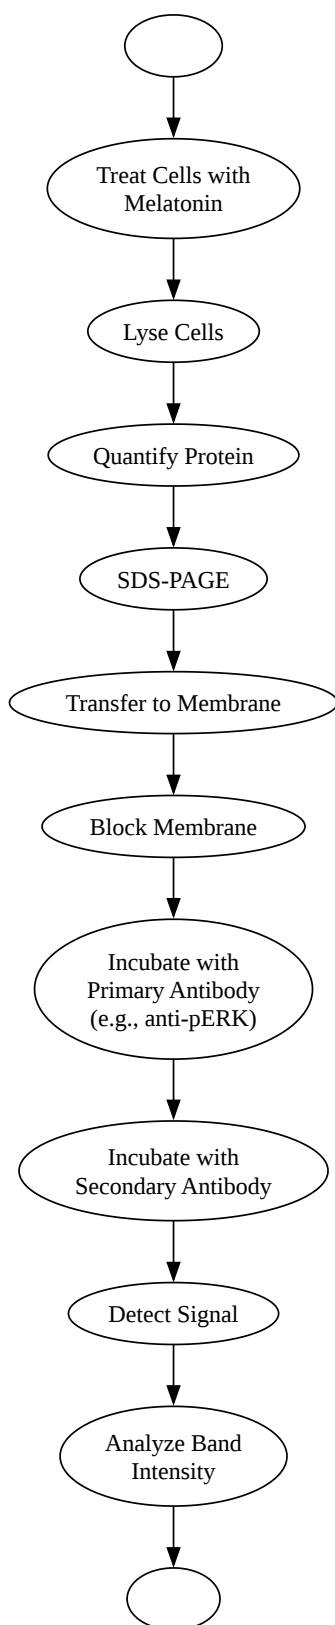 Treat Cells with
Melatonin
Lyse Cells
Quantify Protein
SDS-PAGE
Transfer to Membrane
Block Membrane
Incubate with
Primary Antibody
(e.g., anti-pERK)
Incubate with
Secondary Antibody
Detect Signal
Analyze Band
Intensity